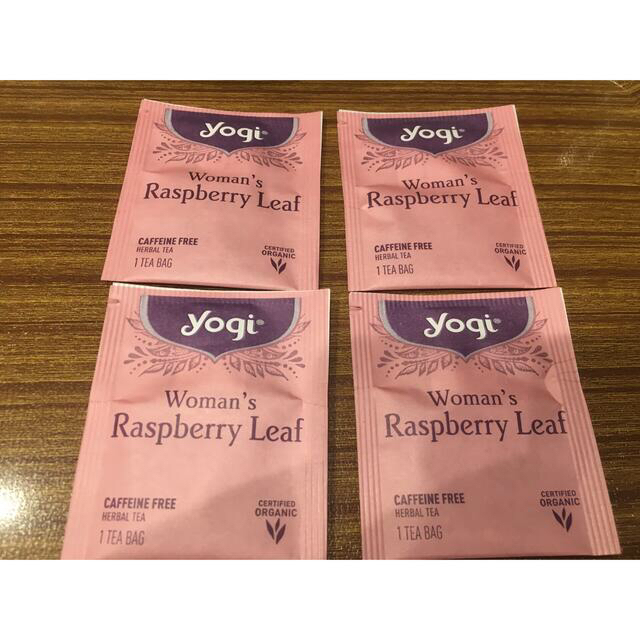 yogi®
Woman's
Raspberry Leaf
CAFFEINE FREE
HERBAL TEA
1 TEA BAG
CERTIFIED
ORGANIC
yogi®
Woman's
Raspberry Leaf
CAFFEINE FREE
HERBAL TEA
1 TEA BAG
CERTIFIED
ORGANIC
yogi®
Woman's
Raspberry Leaf
CAFFEINE FREE
HERBAL TEA
1 TEA BAG
CERTIFIED
ORGANIC
yogi®
Woman's
Raspberry Leaf
CAFFEINE FREE
HERBAL TEA
1 TEA BAG
CERTIFIED
ORGANIC